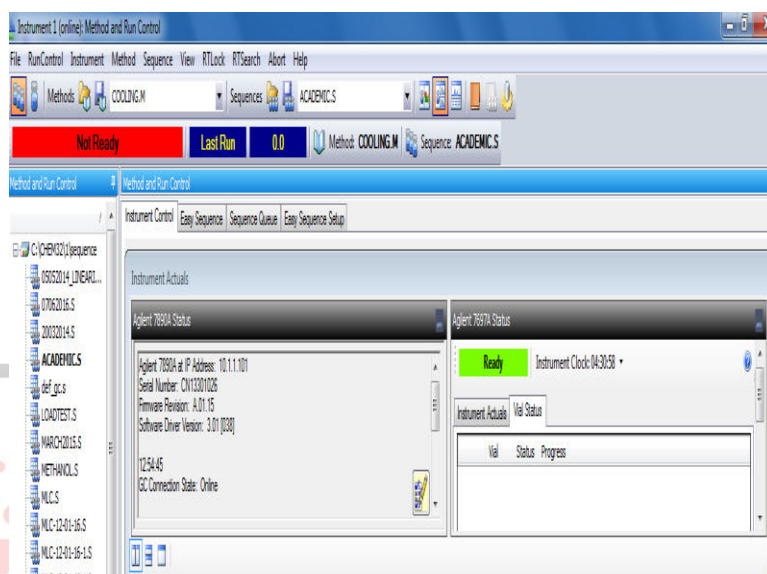 Instrument 1 (online): Method and Run Control
File RunControl Instrument Method Sequence View RTLock RTSearch Abort Help
Methods COOLING.M Sequences ACADEMIC.S
Not Ready Last Run 0.0 Method: COOLING.M Sequence: ACADEMIC.S
Method and Run Control
Method and Run Control
Instrument Control Easy Sequence Sequence Queue Easy Sequence Setup
C:\CHEM32\1\sequence
05052014_LINEARI...
07062016.S
20032014.S
ACADEMIC.S
def_gc.s
LOADTEST.S
MARCH2015.S
METHANOL.S
MLC.S
MLC-12-01-16.S
MLC-12-01-16-1.S
Instrument Actuals
Agilent 7890A Status
Agilent 7890A at IP Address: 10.1.1.101
Serial Number: CN13301026
Firmware Revision: A.01.15
Software Driver Version: 3.01 [038]
12:54:45
GC Connection State: Online
Agilent 7697A Status
Ready Instrument Clock: 04:30:58
Instrument Actuals Vial Status
Vial Status Progress